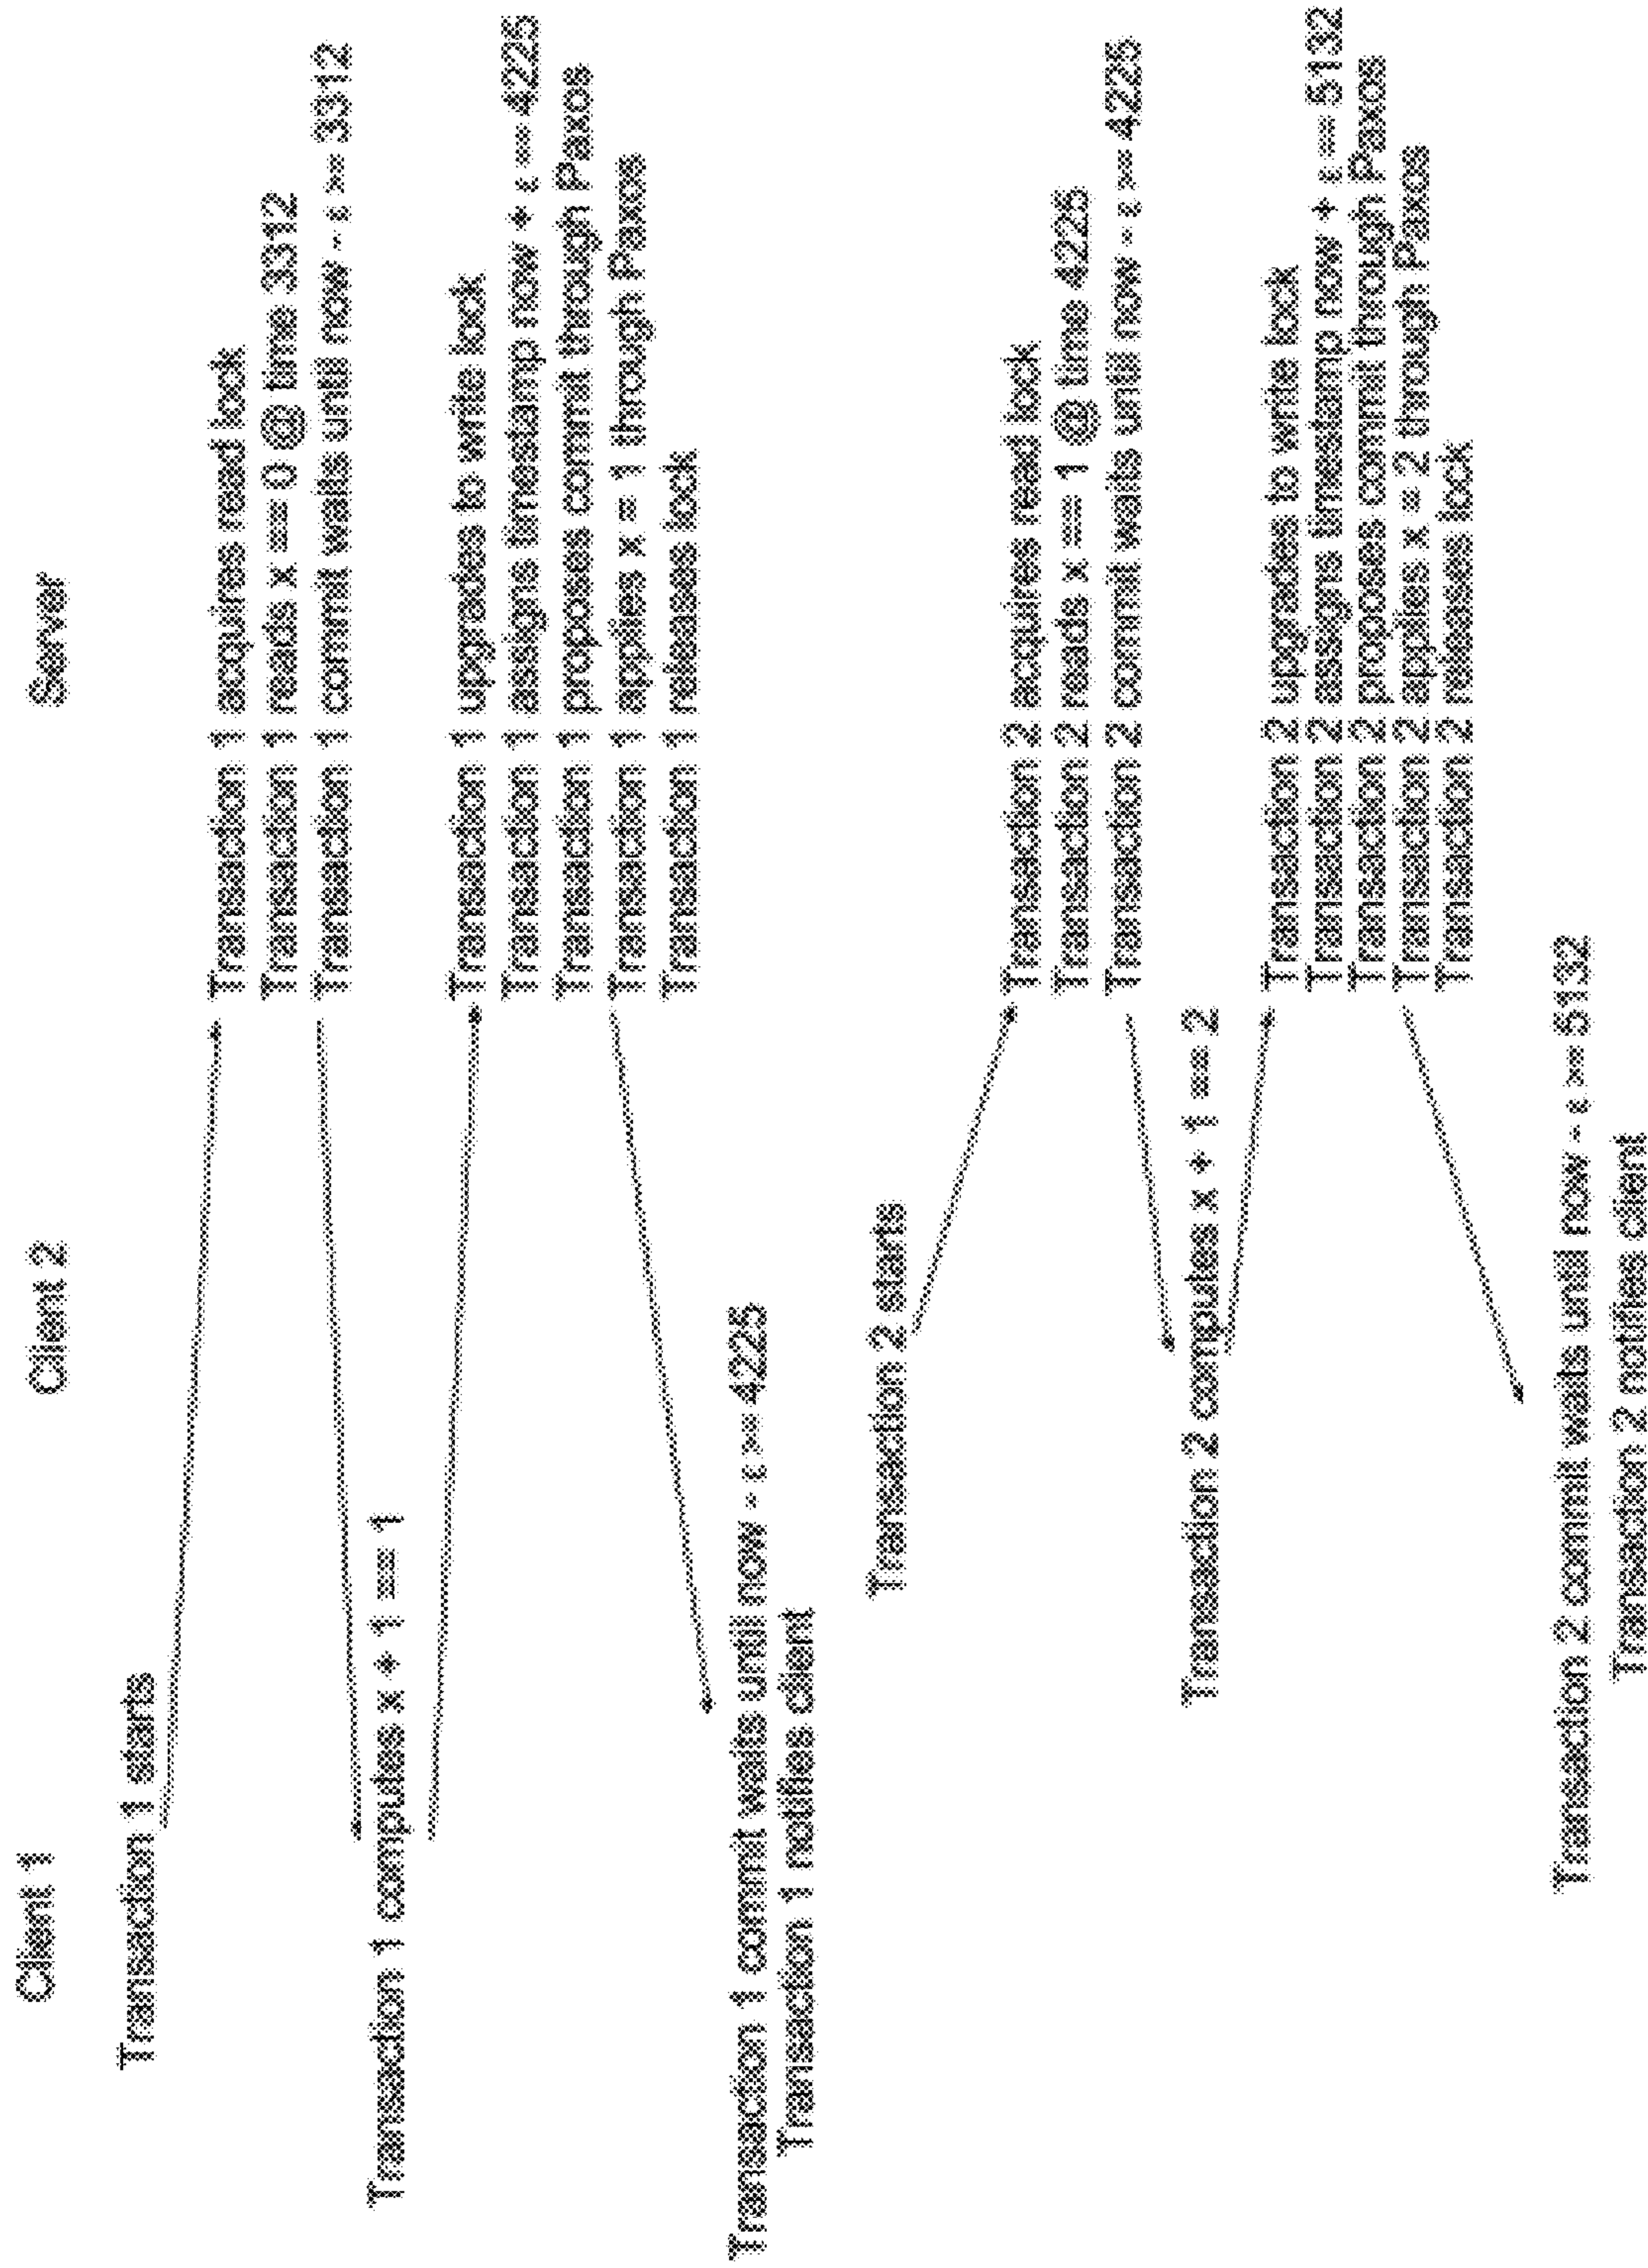 Client 1
Client 2
Server
Transaction 1 starts
Transaction 1 acquires read lock
Transaction 1 reads x == 0 @ time 3312
Transaction 1 commit waits until now - ε >= 3312
Transaction 1 computes x + 1 == 1
Transaction 1 upgrades to write lock
Transaction 1 assigns timestamp now + ε == 4225
Transaction 1 proposes commit through Paxos
Transaction 1 applies x = 1 through Paxos
Transaction 1 releases lock
Transaction 1 commit waits until now - ε >= 4225
Transaction 1 notifies client
Transaction 2 starts
Transaction 2 acquires read lock
Transaction 2 reads x == 1 @ time 4225
Transaction 2 commit waits until now - ε >= 4225
Transaction 2 computes x + 1 == 2
Transaction 2 upgrades to write lock
Transaction 2 assigns timestamp now + ε == 5132
Transaction 2 proposes commit through Paxos
Transaction 2 applies x = 2 through Paxos
Transaction 2 releases lock
Transaction 2 commit waits until now - ε >= 5132
Transaction 2 notifies client